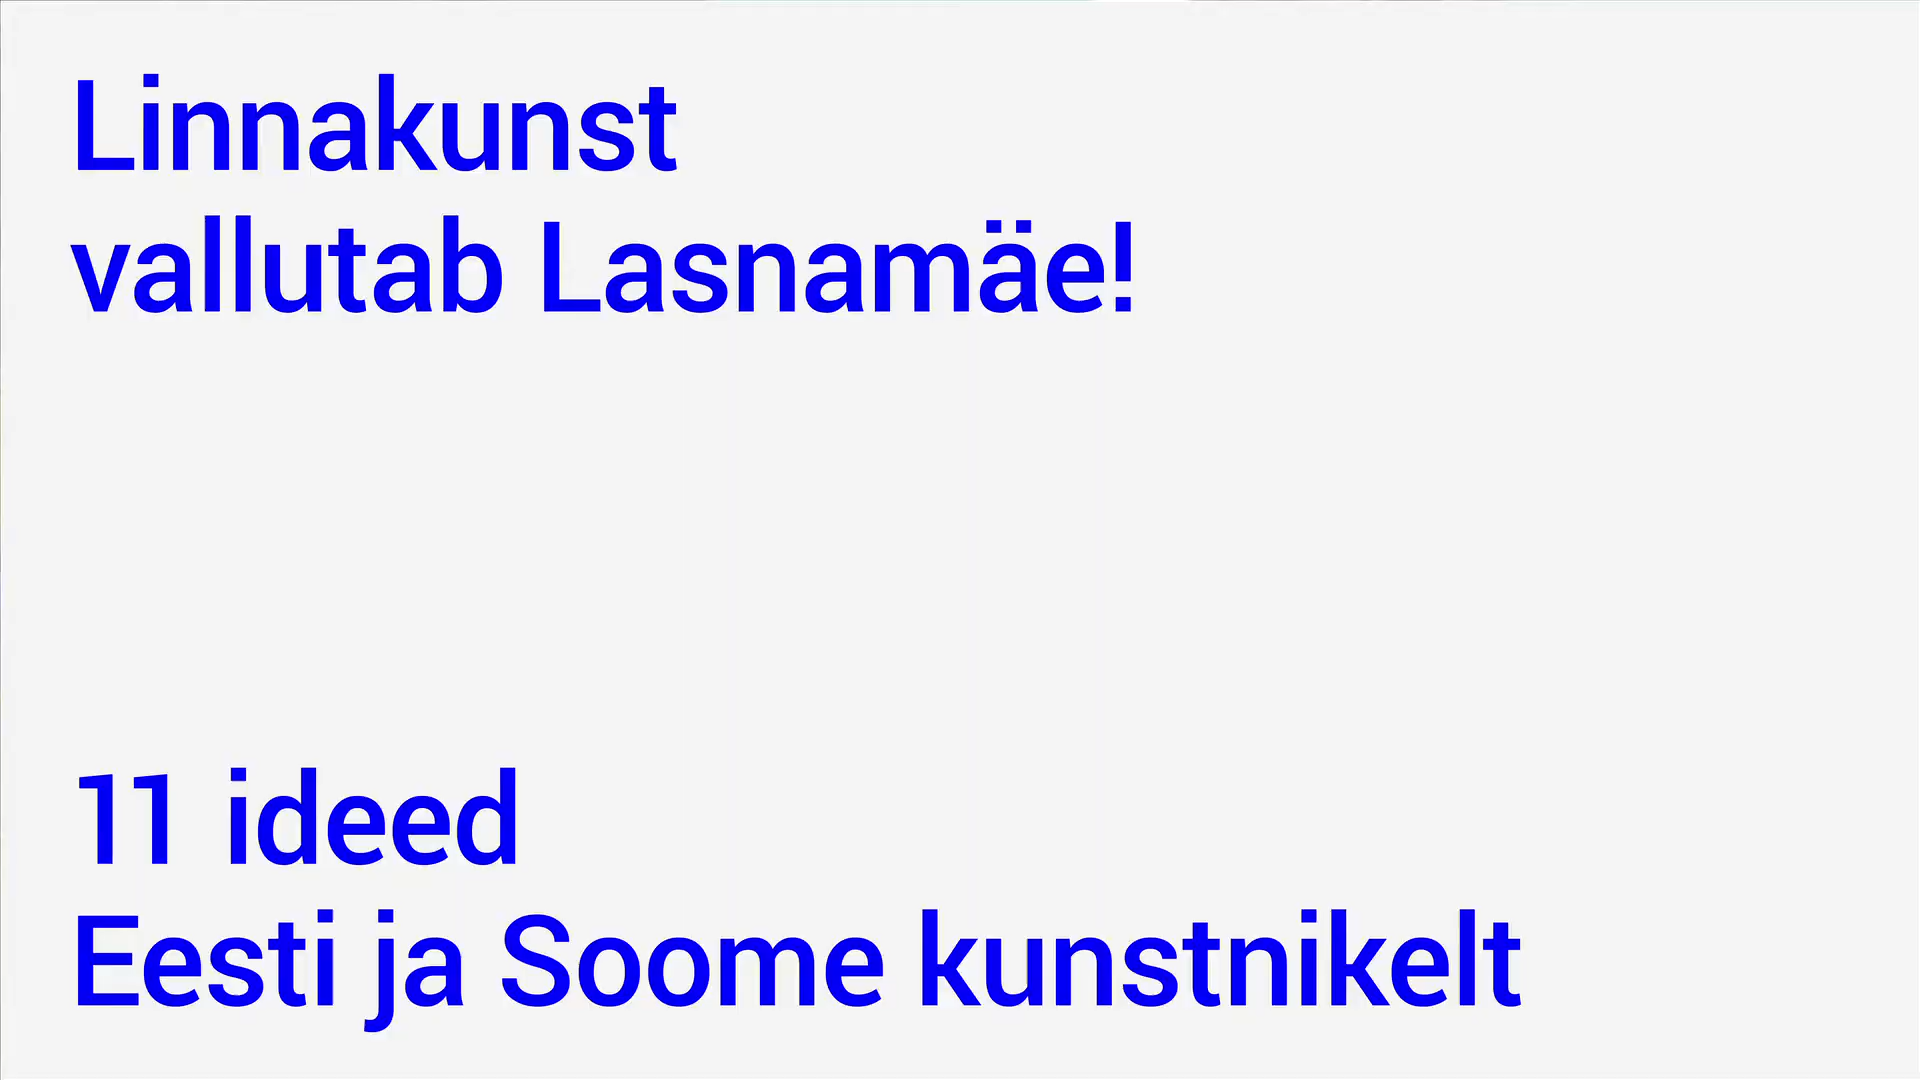 Linnakunst
vallutab Lasnamäe!
11 ideed
Eesti ja Soome kunstnikelt